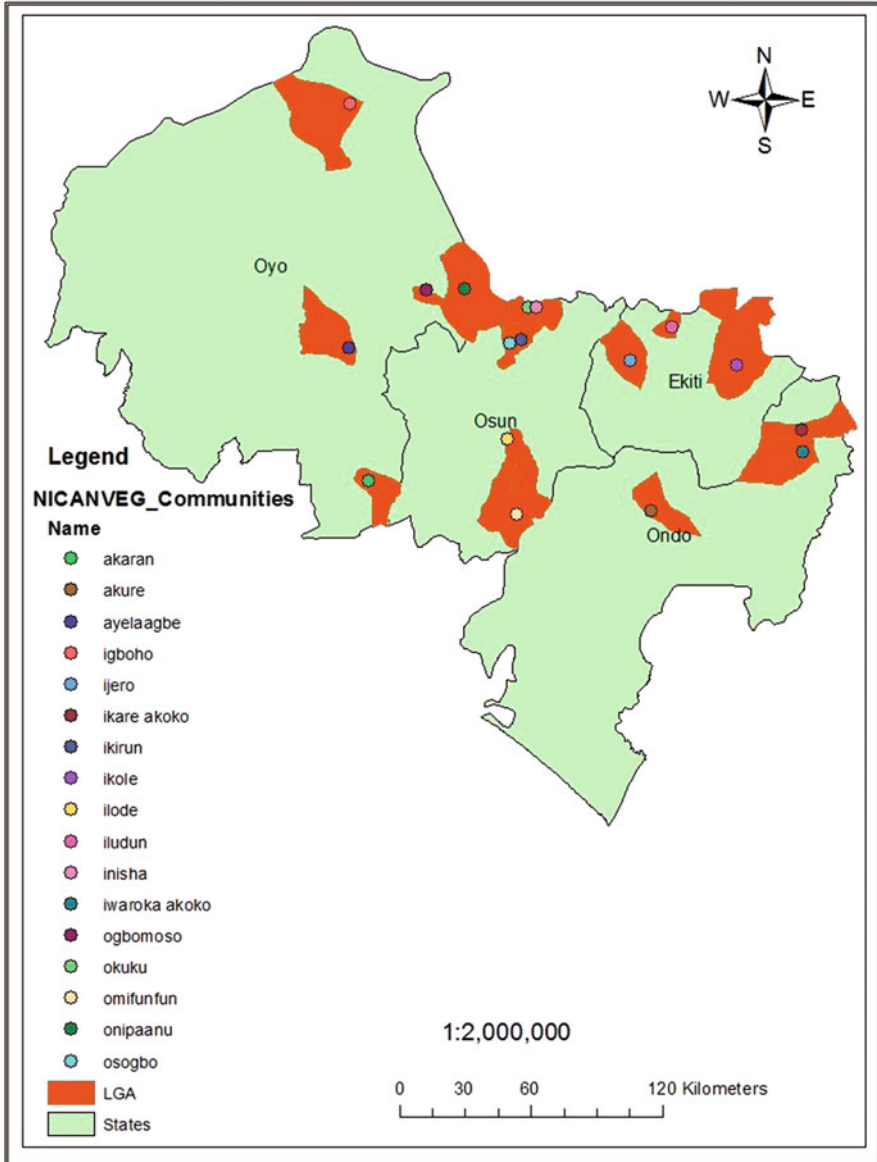 N
W E
S
Oyo
Ekiti
Osun
Ondo
Legend
NICANVEG_Communities
Name
akaran
akure
ayelaagbe
igboho
ijero
ikare akoko
ikirun
ikole
ilode
iludun
inisha
iwaroka akoko
ogbomoso
okuku
omifunfun
onipaanu
osogbo
LGA
States
1:2,000,000
0 30 60 120 Kilometers